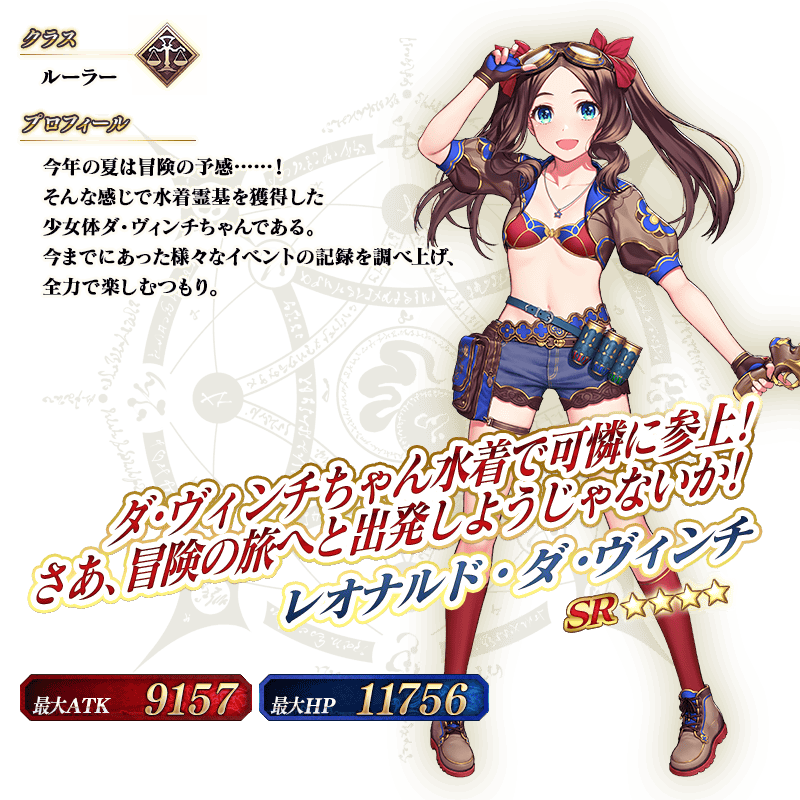 クラス
ルーラー
プロフィール
今年の夏は冒険の予感……！
そんな感じで水着霊基を獲得した
少女体ダ・ヴィンチちゃんである。
今までにあった様々なイベントの記録を調べ上げ、
全力で楽しむつもり。
ダ・ヴィンチちゃん水着で可憐に参上！
さあ、冒険の旅へと出発しようじゃないか！
レオナルド・ダ・ヴィンチ
SR
最大ATK 9157
最大HP 11756